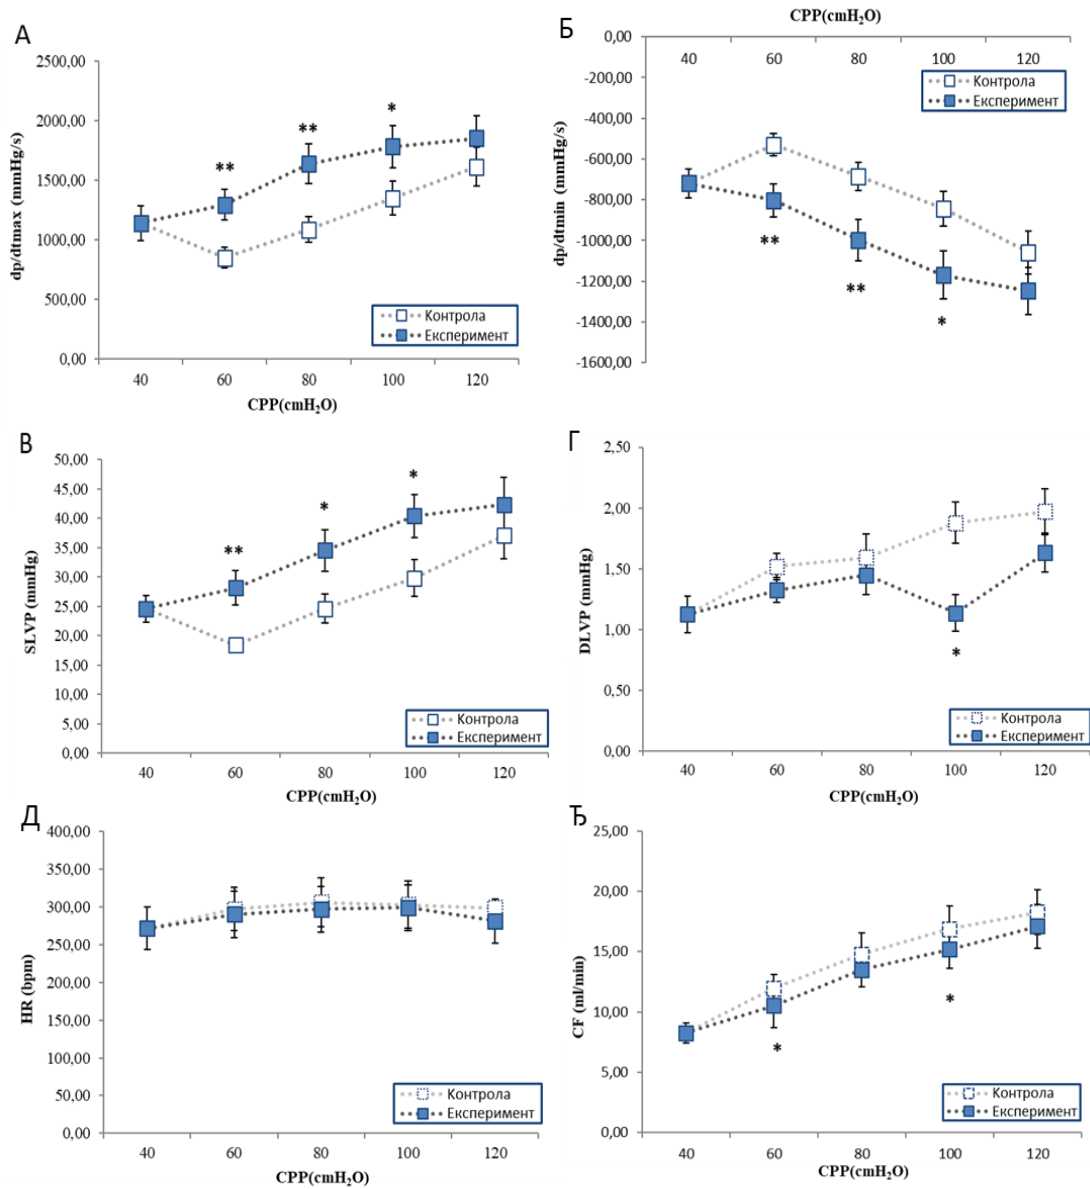 А
2500,00
2000,00
1500,00
1000,00
500,00
0,00
dp/dtmax (mmHg/s)
**
**
*
Контрола
Експеримент
40 60 80 100 120
CPP(cmH₂O)
Б
CPP(cmH₂O)
40 60 80 100 120
0,00
-200,00
-400,00
-600,00
-800,00
-1000,00
-1200,00
-1400,00
-1600,00
dp/dtmin (mmHg/s)
Контрола
Експеримент
**
**
*
В
50,00
45,00
40,00
35,00
30,00
25,00
20,00
15,00
10,00
5,00
0,00
SLVP (mmHg)
**
*
*
Контрола
Експеримент
40 60 80 100 120
CPP(cmH₂O)
Г
2,50
2,00
1,50
1,00
0,50
0,00
DLVP (mmHg)
*
Контрола
Експеримент
40 60 80 100 120
CPP(cmH₂O)
Д
400,00
350,00
300,00
250,00
200,00
150,00
100,00
50,00
0,00
HR (bpm)
Контрола
Експеримент
40 60 80 100 120
CPP(cmH₂O)
Ђ
25,00
20,00
15,00
10,00
5,00
0,00
CF (ml/min)
*
*
Контрола
Експеримент
40 60 80 100 120
CPP(cmH₂O)